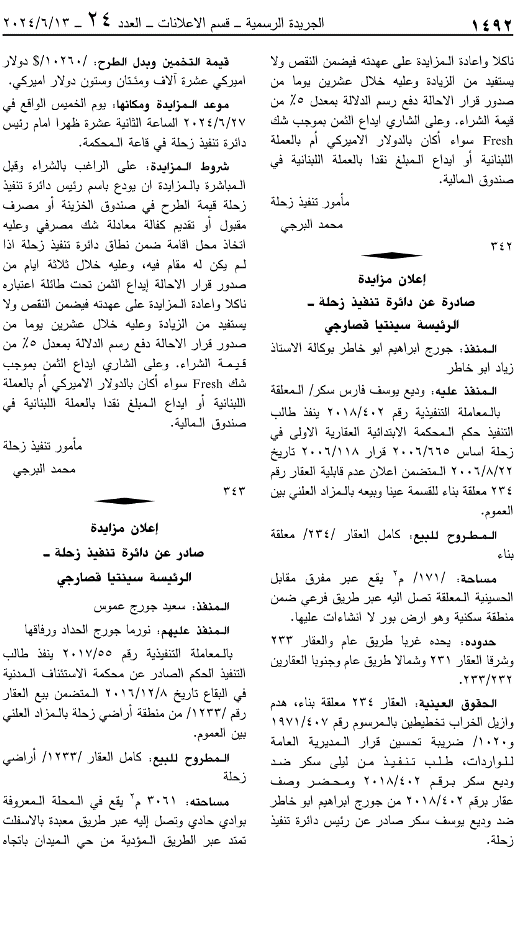 ١٤٩٢
الجريدة الرسمية ــ قسم الاعلانات ــ العدد ٢٤ ــ ٢٠٢٤/٦/١٣
ناكلا واعادة المزايدة على عهدته فيضمن النقص ولا
يستفيد من الزيادة وعليه خلال عشرين يوما من
صدور قرار الاحالة دفع رسم الدلالة بمعدل ٥٪ من
قيمة الشراء. وعلى الشاري ايداع الثمن بموجب شك
Fresh سواء أكان بالدولار الاميركي أم بالعملة
اللبنانية أو ايداع المبلغ نقدا بالعملة اللبنانية في
صندوق المالية.
مأمور تنفيذ زحلة
محمد البرجي
٣٤٢
إعلان مزايدة
صادرة عن دائرة تنفيذ زحلة ــ
الرئيسة سينتيا قصارجي
المنفذ: جورج ابراهيم ابو خاطر بوكالة الاستاذ
زياد ابو خاطر.
المنفذ عليه: وديع يوسف فارس سكر/ المعلقة
بالمعاملة التنفيذية رقم ٢٠١٨/٤٠٢ ينفذ طالب
التنفيذ حكم المحكمة الابتدائية العقارية الاولى في
زحلة اساس ٢٠٠٦/٦٦٥ قرار ٢٠٠٦/١١٨ تاريخ
٢٠٠٦/٨/٢٢ المتضمن اعلان عدم قابلية العقار رقم
٢٣٤ معلقة بناء للقسمة عينا وبيعه بالمزاد العلني بين
العموم.
المطروح للبيع: كامل العقار /٢٣٤/ معلقة
بناء
مساحة: /١٧١/ م٢ يقع عبر مفرق مقابل
الحسينية المعلقة تصل اليه عبر طريق فرعي ضمن
منطقة سكنية وهو ارض بور لا انشاءات عليها.
حدوده: يحده غربا طريق عام والعقار ٢٣٣
وشرقا العقار ٢٣١ وشمالا طريق عام وجنوبا العقارين
٢٣٣/٢٣٢.
الحقوق العينية: العقار ٢٣٤ معلقة بناء، هدم
وازيل الخراب تخطيطين بالمرسوم رقم ١٩٧١/٤٠٧
و١٠٢٠/ ضريبة تحسين قرار المديرية العامة
للواردات، طلب تنفيذ من ليلى سكر ضد
وديع سكر برقم ٢٠١٨/٤٠٢ ومحضر وصف
عقار برقم ٢٠١٨/٤٠٢ من جورج ابراهيم ابو خاطر
ضد وديع يوسف سكر صادر عن رئيس دائرة تنفيذ
زحلة.
قيمة التخمين وبدل الطرح: /١٠٢٦٠/$ دولار
اميركي عشرة آلاف ومئتان وستون دولار اميركي.
موعد المزايدة ومكانها: يوم الخميس الواقع في
٢٠٢٤/٦/٢٧ الساعة الثانية عشرة ظهرا امام رئيس
دائرة تنفيذ زحلة في قاعة المحكمة.
شروط المزايدة: على الراغب بالشراء وقبل
المباشرة بالمزايدة ان يودع باسم رئيس دائرة تنفيذ
زحلة قيمة الطرح في صندوق الخزينة أو مصرف
مقبول أو تقديم كفالة معادلة شك مصرفي وعليه
اتخاذ محل اقامة ضمن نطاق دائرة تنفيذ زحلة اذا
لم يكن له مقام فيه، وعليه خلال ثلاثة ايام من
صدور قرار الاحالة إيداع الثمن تحت طائلة اعتباره
ناكلا واعادة المزايدة على عهدته فيضمن النقص ولا
يستفيد من الزيادة وعليه خلال عشرين يوما من
صدور قرار الاحالة دفع رسم الدلالة بمعدل ٥٪ من
قيمة الشراء. وعلى الشاري ايداع الثمن بموجب
شك Fresh سواء أكان بالدولار الاميركي أم بالعملة
اللبنانية أو ايداع المبلغ نقدا بالعملة اللبنانية في
صندوق المالية.
مأمور تنفيذ زحلة
محمد البرجي
٣٤٣
إعلان مزايدة
صادر عن دائرة تنفيذ زحلة ــ
الرئيسة سينتيا قصارجي
المنفذ: سعيد جورج عموس
المنفذ عليهم: نورما جورج الحداد ورفاقها
بالمعاملة التنفيذية رقم ٢٠١٧/٥٥ ينفذ طالب
التنفيذ الحكم الصادر عن محكمة الاستئناف المدنية
في البقاع تاريخ ٢٠١٦/١٢/٨ المتضمن بيع العقار
رقم /١٢٣٣/ من منطقة أراضي زحلة بالمزاد العلني
بين العموم.
المطروح للبيع: كامل العقار /١٢٣٣/ أراضي
زحلة
مساحته: ٣٠٦١ م٢ يقع في المحلة المعروفة
بوادي حادي وتصل إليه عبر طريق معبدة بالاسفلت
تمتد عبر الطريق المؤدية من حي الميدان باتجاه